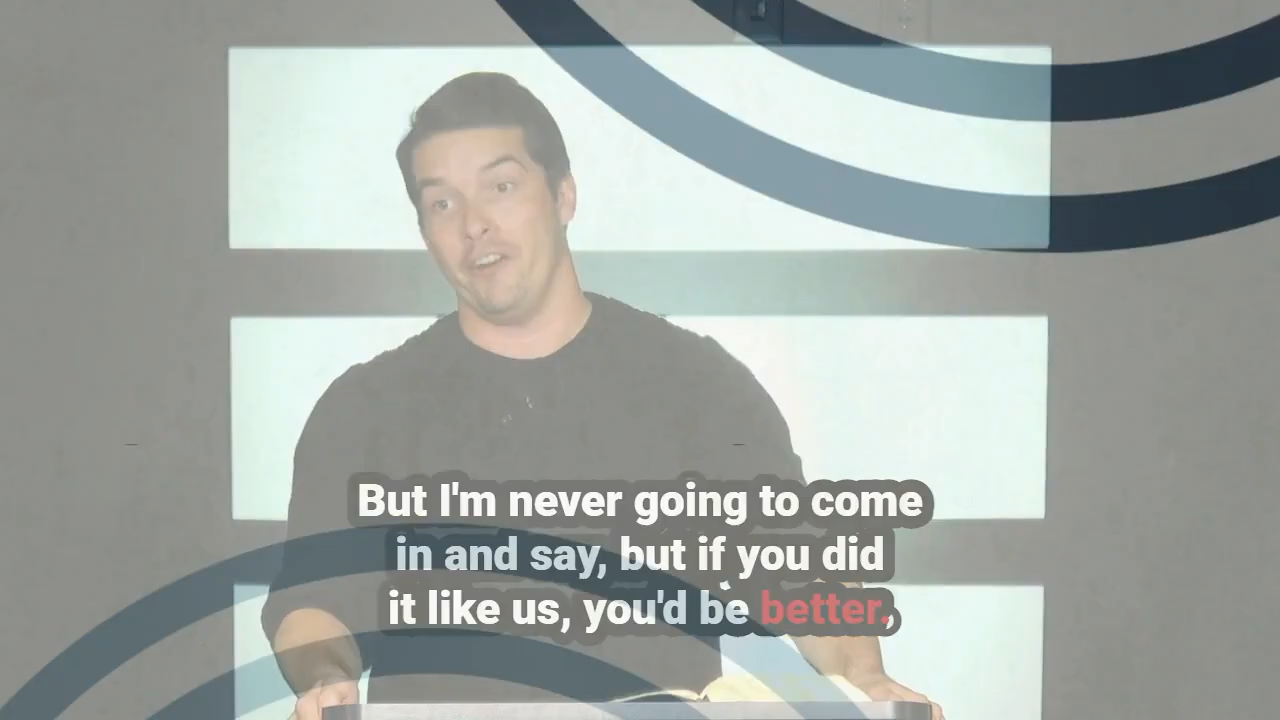 But I'm never going to come
in and say, but if you did
it like us, you'd be better.,